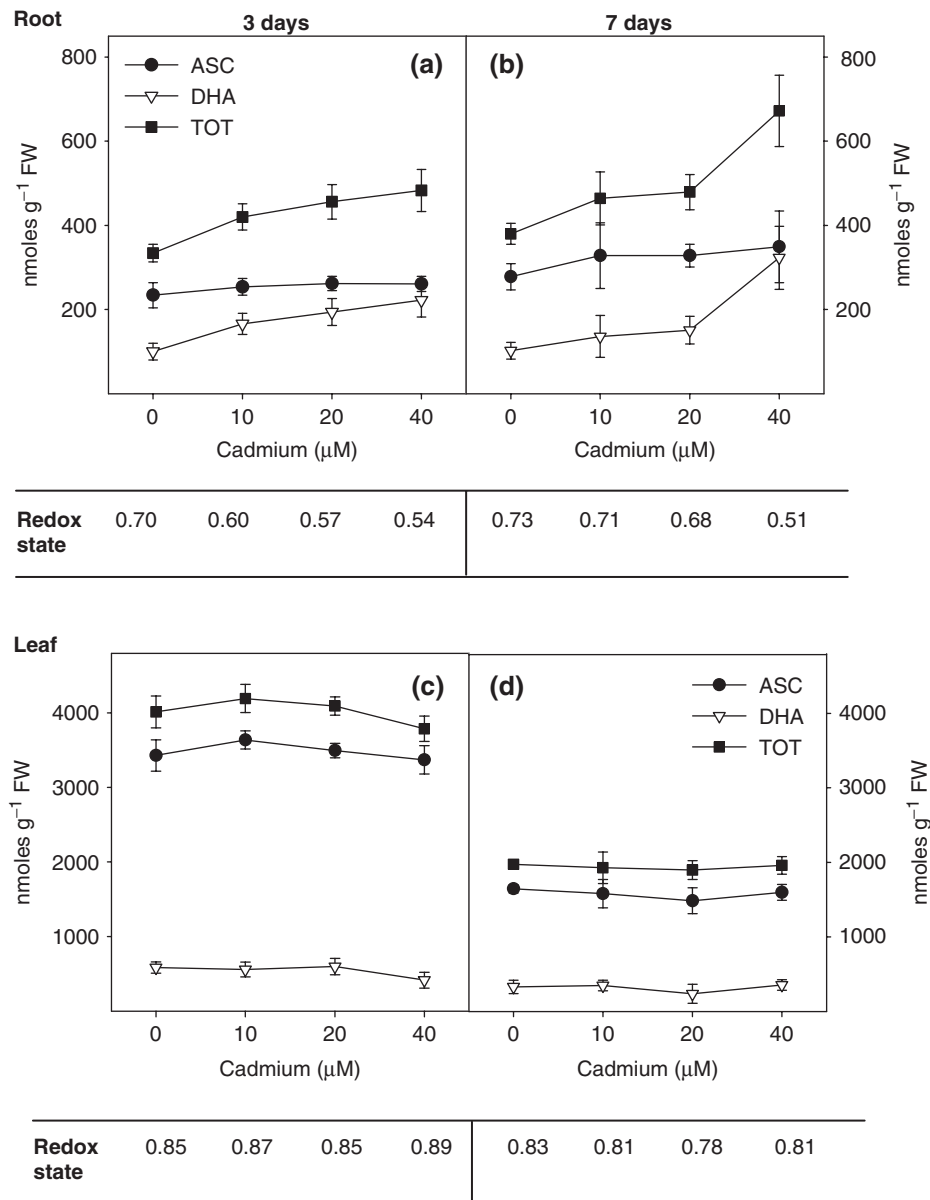 Root
3 days
7 days
800
600
400
200
nmoles g⁻¹ FW
ASC
DHA
TOT
(a)
(b)
800
600
400
200
nmoles g⁻¹ FW
0 10 20 40
Cadmium (μM)
0 10 20 40
Cadmium (μM)
Redox state
0.70 0.60 0.57 0.54
0.73 0.71 0.68 0.51
Leaf
4000
3000
2000
1000
nmoles g⁻¹ FW
(c)
(d)
ASC
DHA
TOT
4000
3000
2000
1000
nmoles g⁻¹ FW
0 10 20 40
Cadmium (μM)
0 10 20 40
Cadmium (μM)
Redox state
0.85 0.87 0.85 0.89
0.83 0.81 0.78 0.81